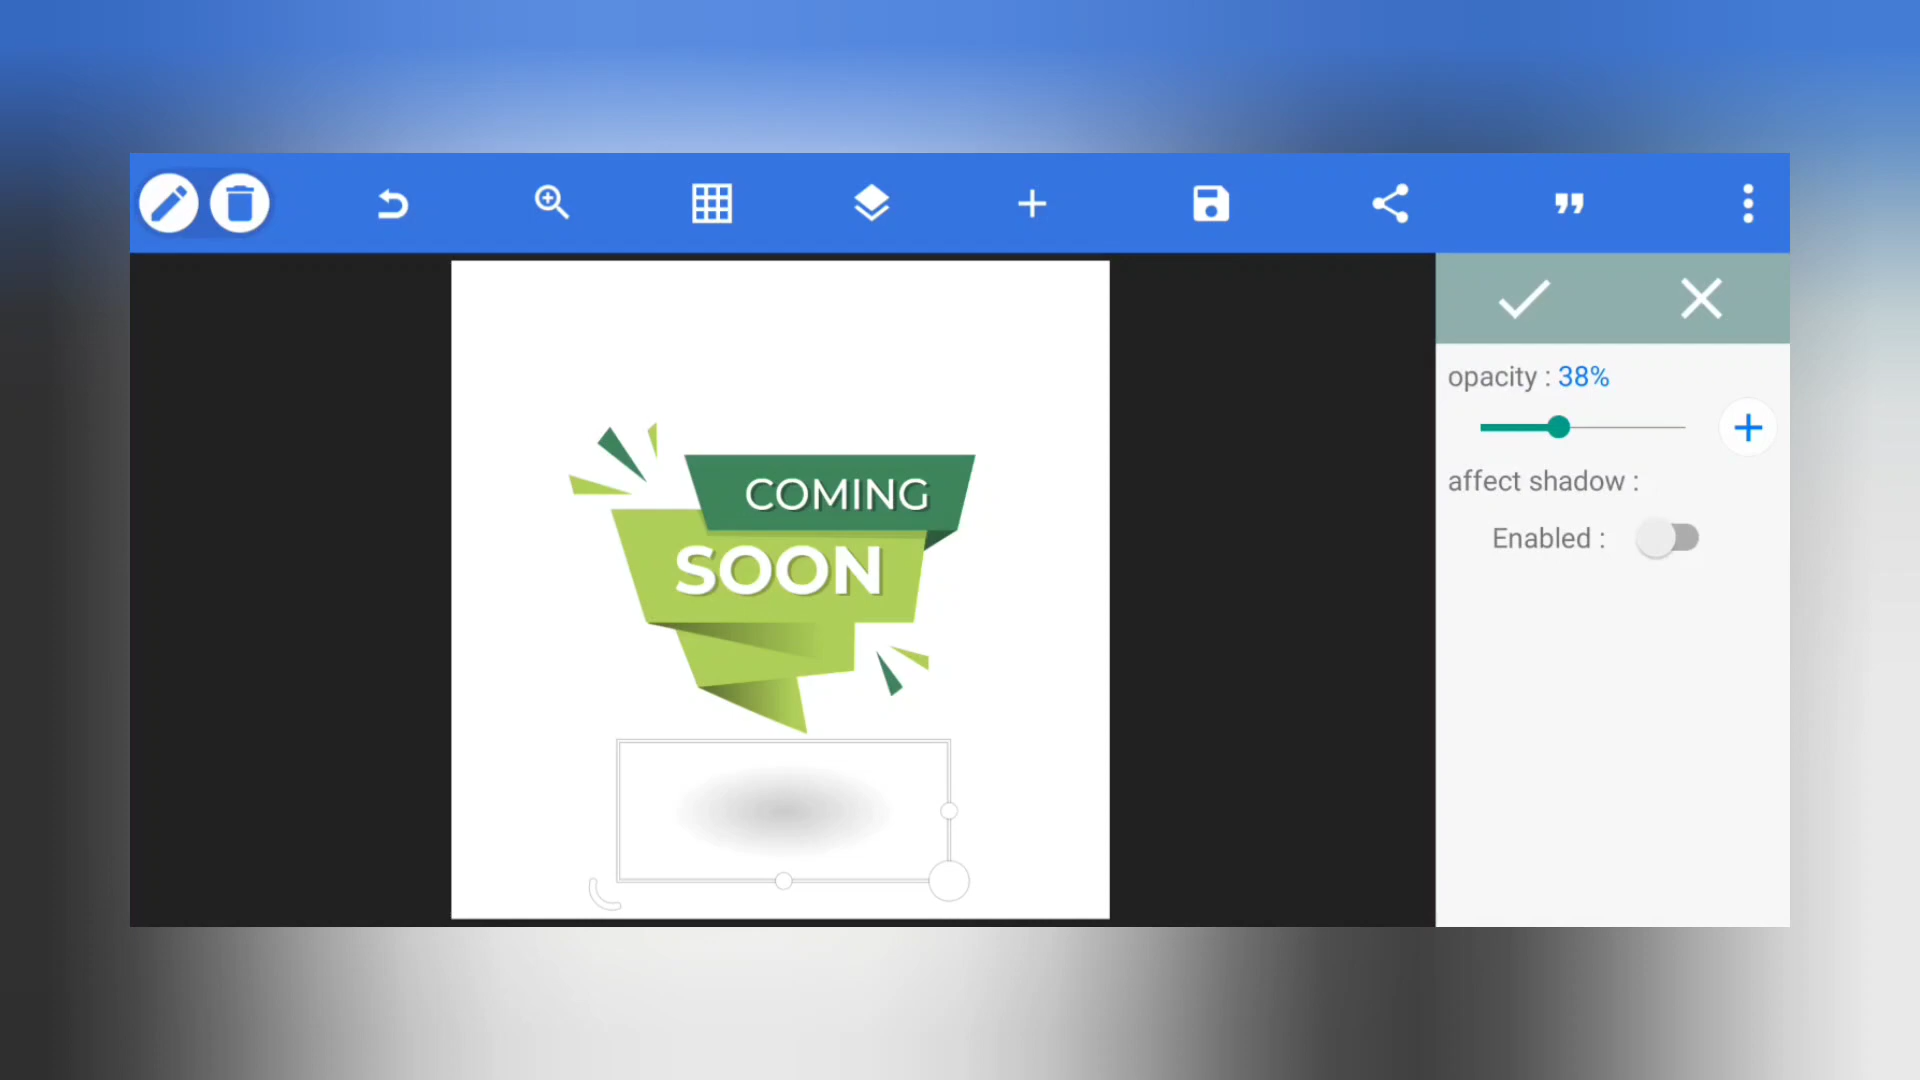 COMING
SOON
opacity : 38%
affect shadow :
Enabled :